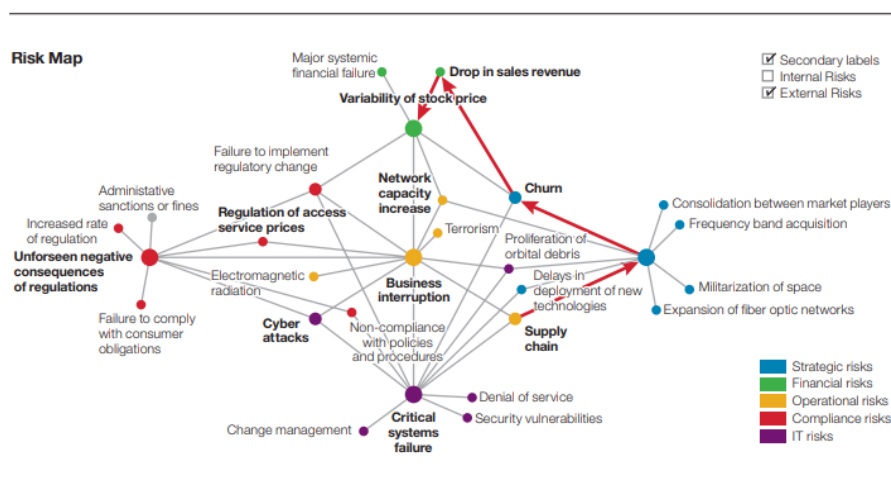 Risk Map
Major systemic
financial failure
Drop in sales revenue
Variability of stock price
Secondary labels
Internal Risks
External Risks
Failure to implement
regulatory change
Network
capacity
increase
Churn
Administative
sanctions or fines
Increased rate
of regulation
Regulation of access
service prices
Terrorism
Proliferation of
orbital debris
Consolidation between market players
Frequency band acquisition
Unforseen negative
consequences
of regulations
Electromagnetic
radiation
Business
interruption
Delays in
deployment of new
technologies
Militarization of space
Expansion of fiber optic networks
Failure to comply
with consumer
obligations
Cyber
attacks
Non-compliance
with policies
and procedures
Supply
chain
Strategic risks
Financial risks
Operational risks
Compliance risks
IT risks
Denial of service
Security vulnerabilities
Change management
Critical
systems
failure